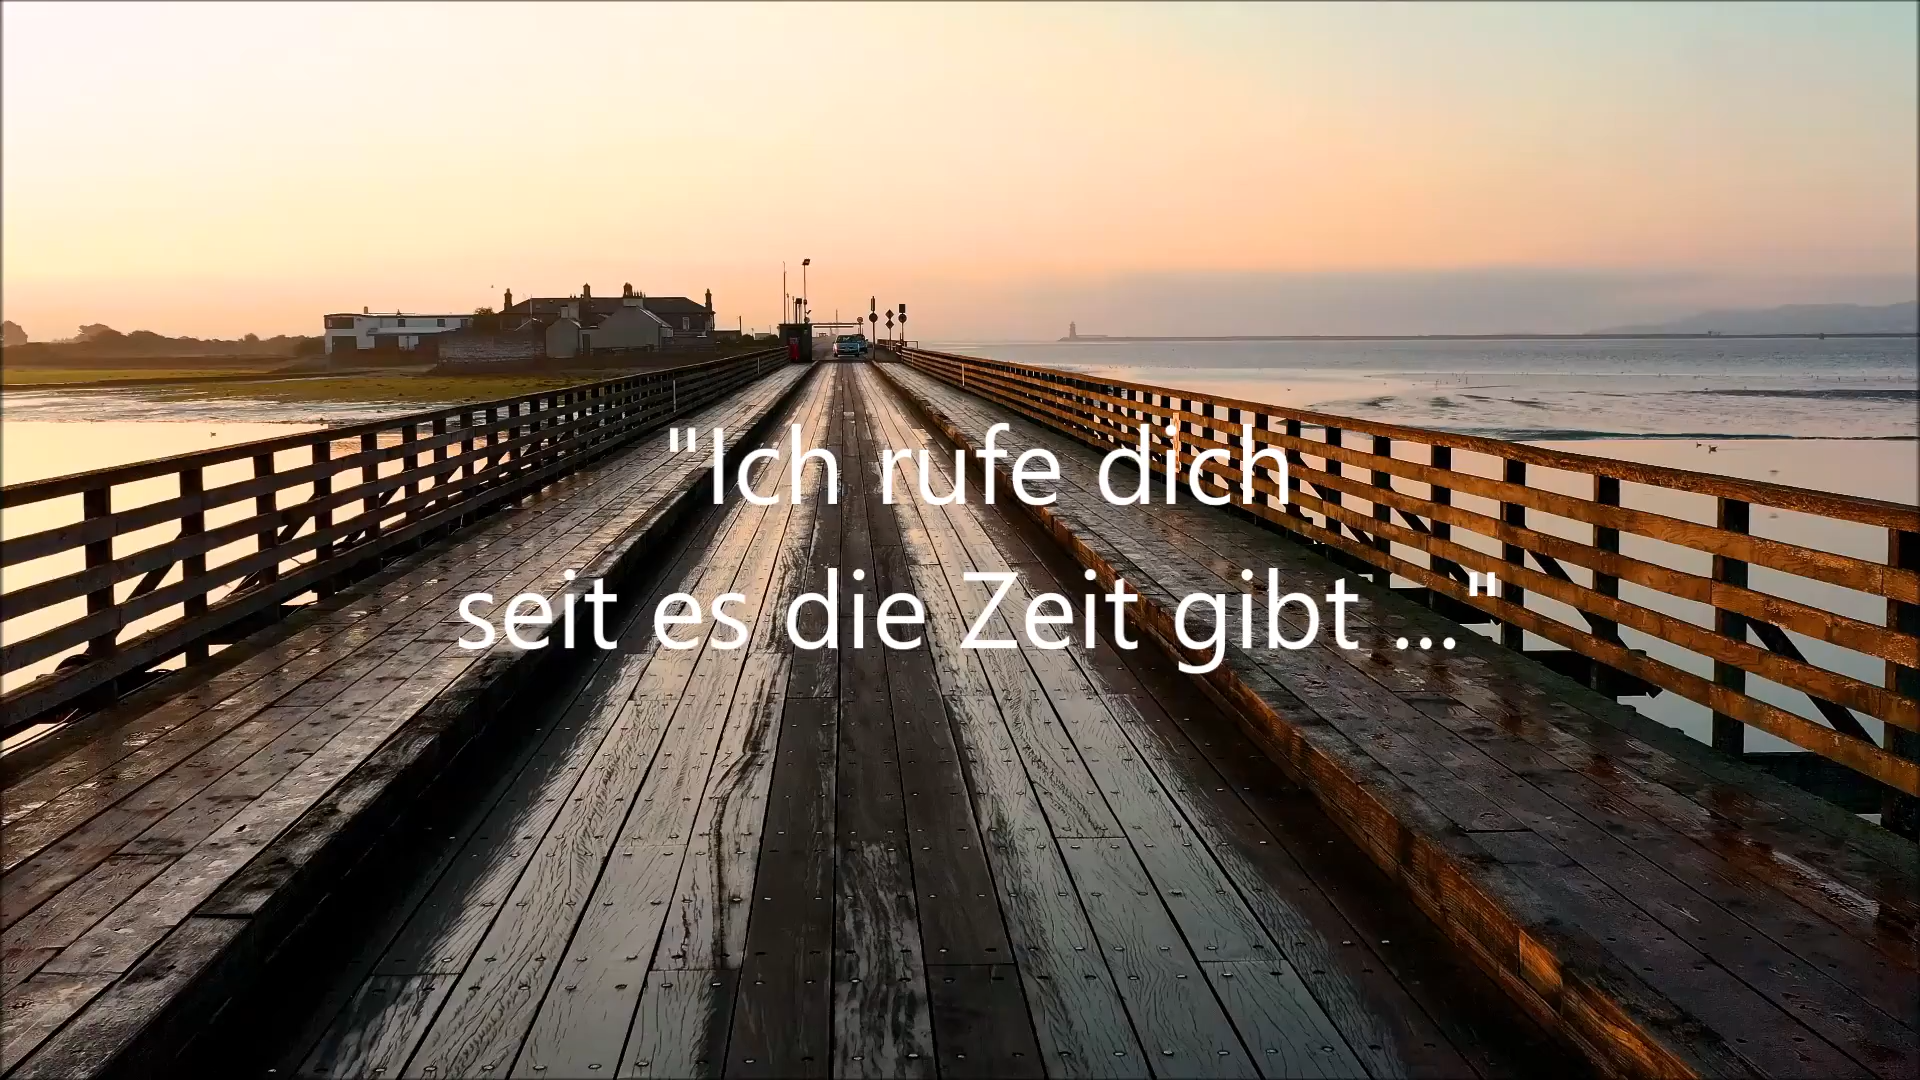 "Ich rufe dich
seit es die Zeit gibt ..."